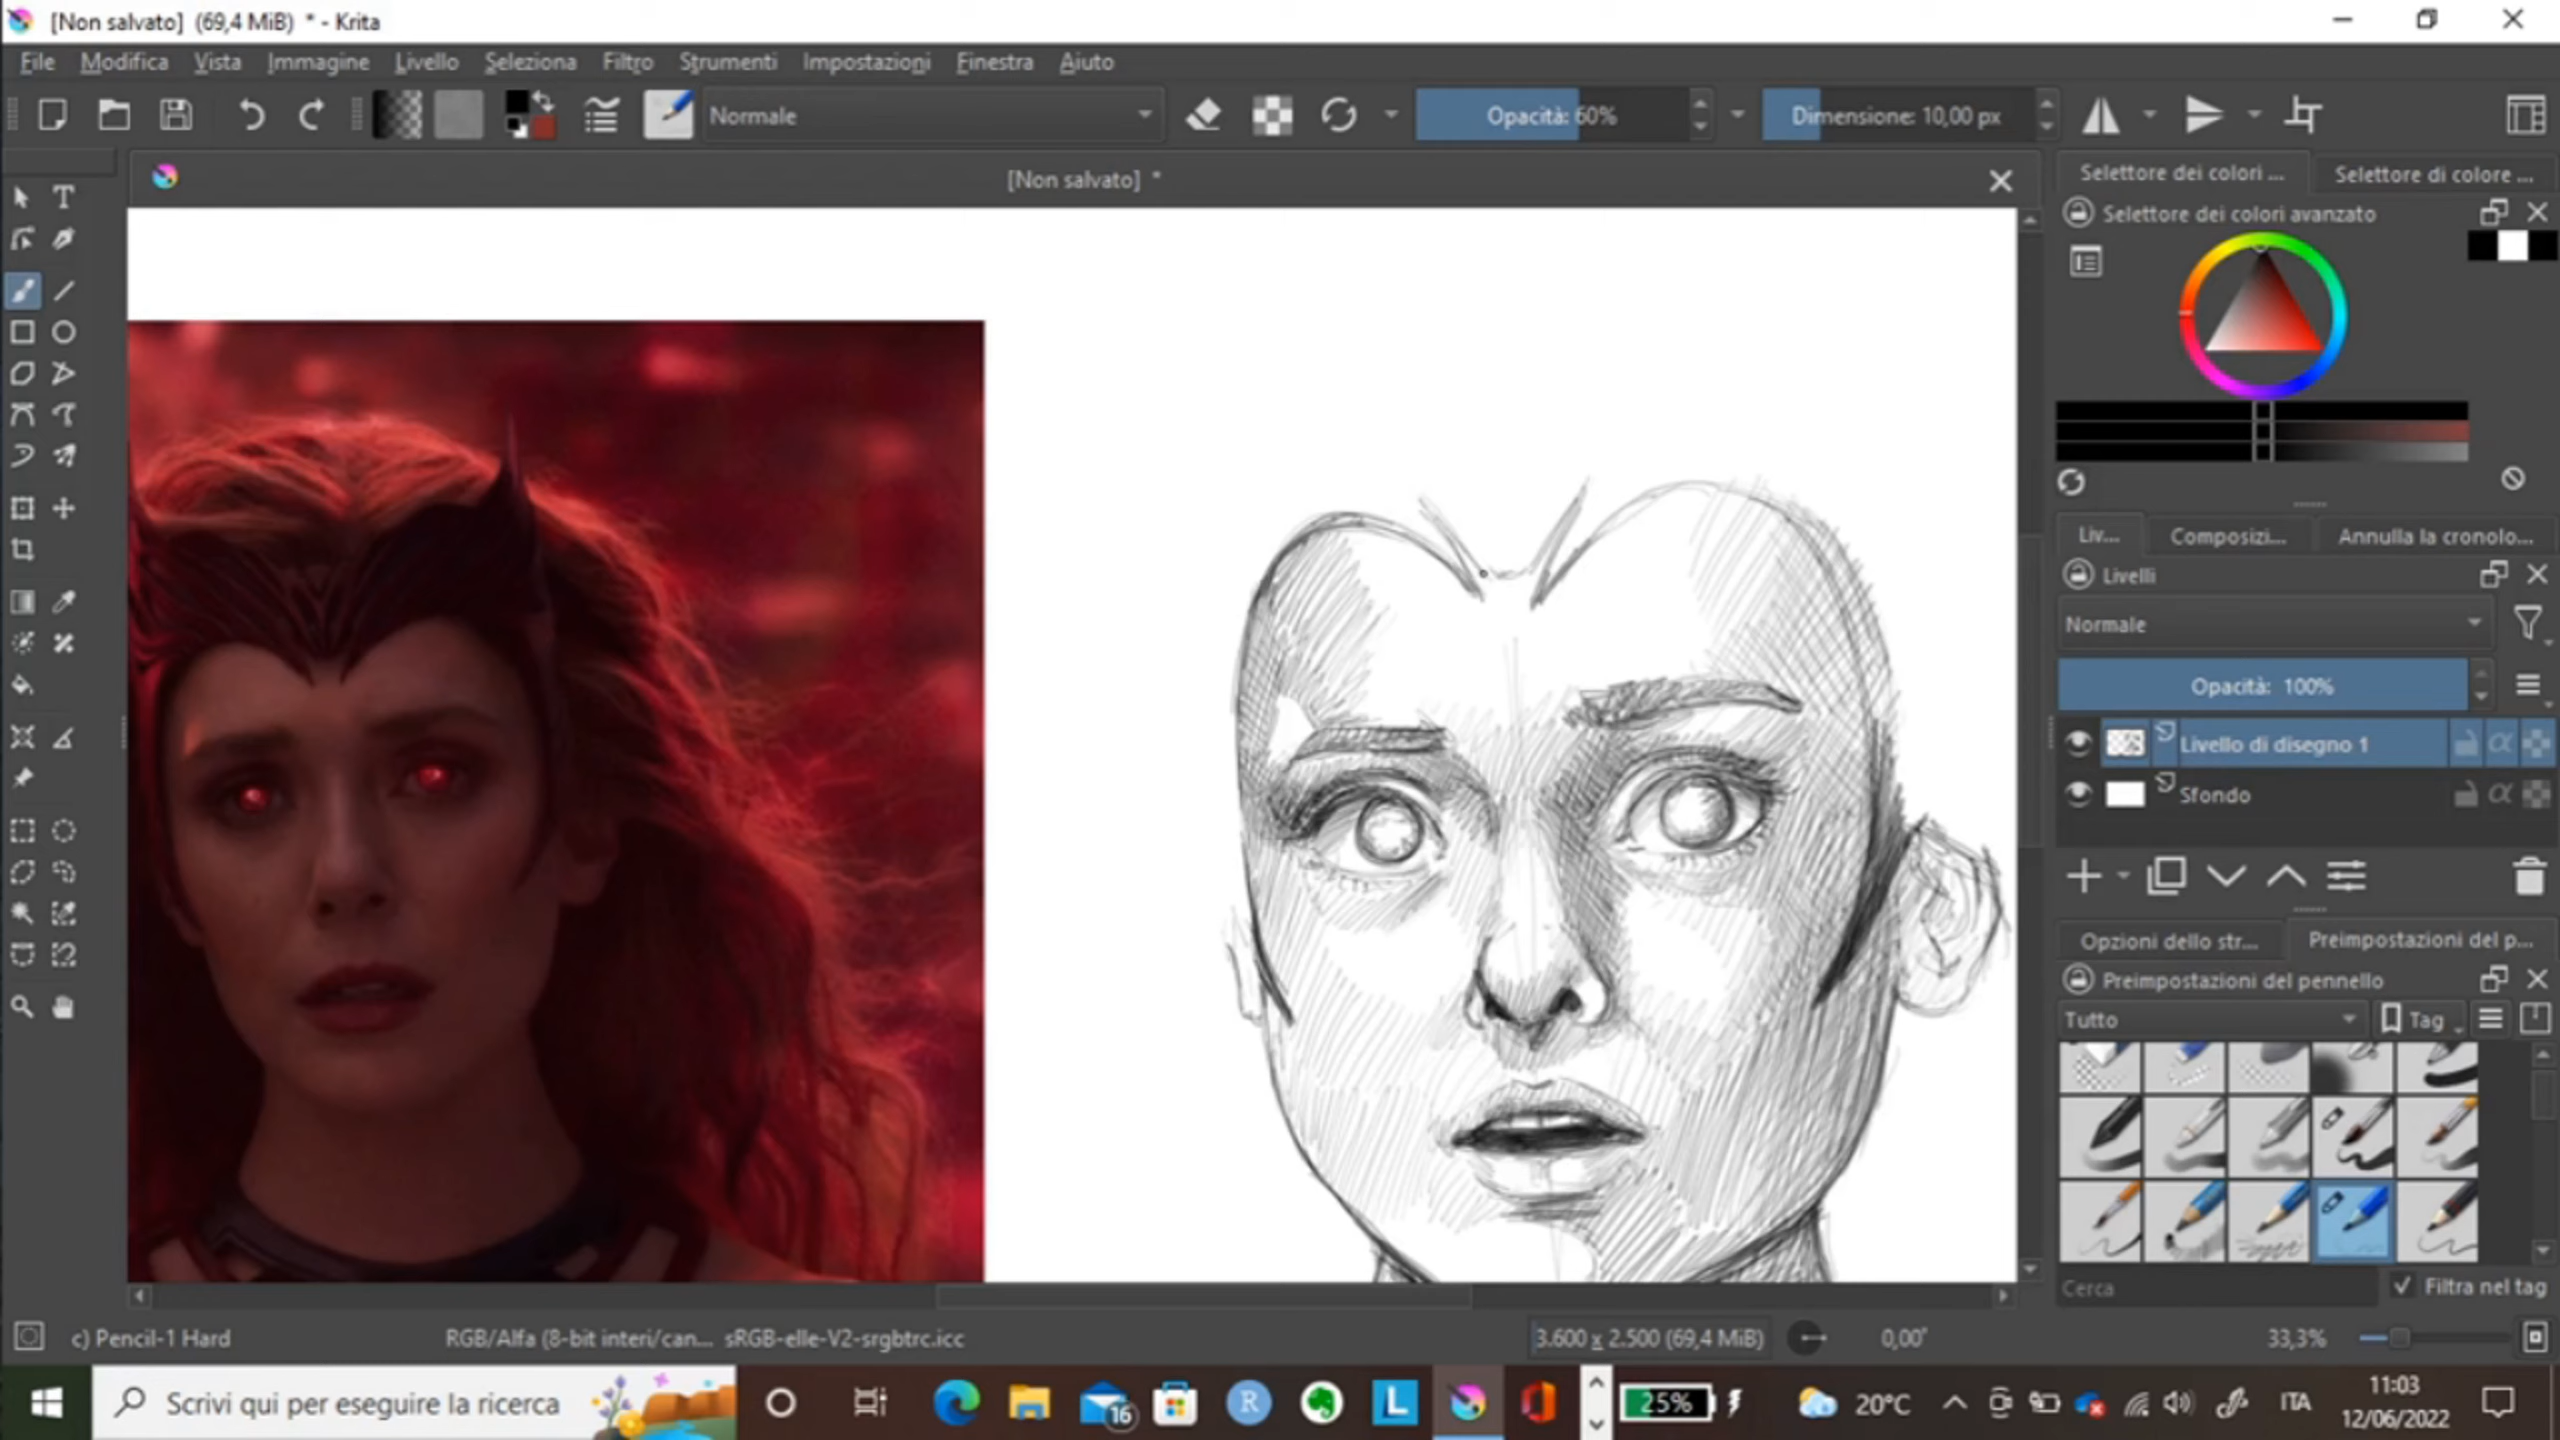 [Non salvato] (69,4 MiB) * - Krita
File Modifica Vista Immagine Livello Seleziona Filtro Strumenti Impostazioni Finestra Aiuto
Normale
Opacità: 60%
Dimensione: 10,00 px
[Non salvato] *
Selettore dei colori ...
Selettore di colore ...
Selettore dei colori avanzato
Liv...
Composizi...
Annulla la cronolo...
Livelli
Normale
Opacità: 100%
Livello di disegno 1
Sfondo
Opzioni dello str...
Preimpostazioni del p...
Preimpostazioni del pennello
Tutto
Tag
Cerca
Filtra nel tag
c) Pencil-1 Hard
RGB/Alfa (8-bit interi/can... sRGB-elle-V2-srgbtrc.icc
3.600 x 2.500 (69,4 MiB)
0,00°
33,3%
Scrivi qui per eseguire la ricerca
16
R
L
25%
20°C
ITA
11:03
12/06/2022